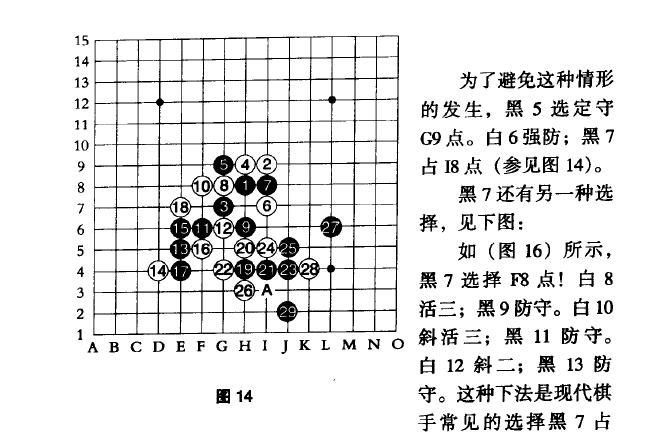 15
14
13
12
11
10
9 5 4 2
8 10 8 1 7
7 18 3 6
6 15 11 12 9 27
5 13 16 20 24 25
4 14 17 22 19 21 23 28
3 26 A
2 29
1
A B C D E F G H I J K L M N O
图 14
为了避免这种情形
的发生，黑 5 选定守
G9 点。白 6 强防；黑 7
占 I8 点（参见图 14）。
黑 7 还有另一种选
择，见下图：
如（图 16）所示，
黑 7 选择 F8 点！白 8
活三；黑 9 防守。白 10
斜活三；黑 11 防守。
白 12 斜二；黑 13 防
守。这种下法是现代棋
手常见的选择黑 7 占